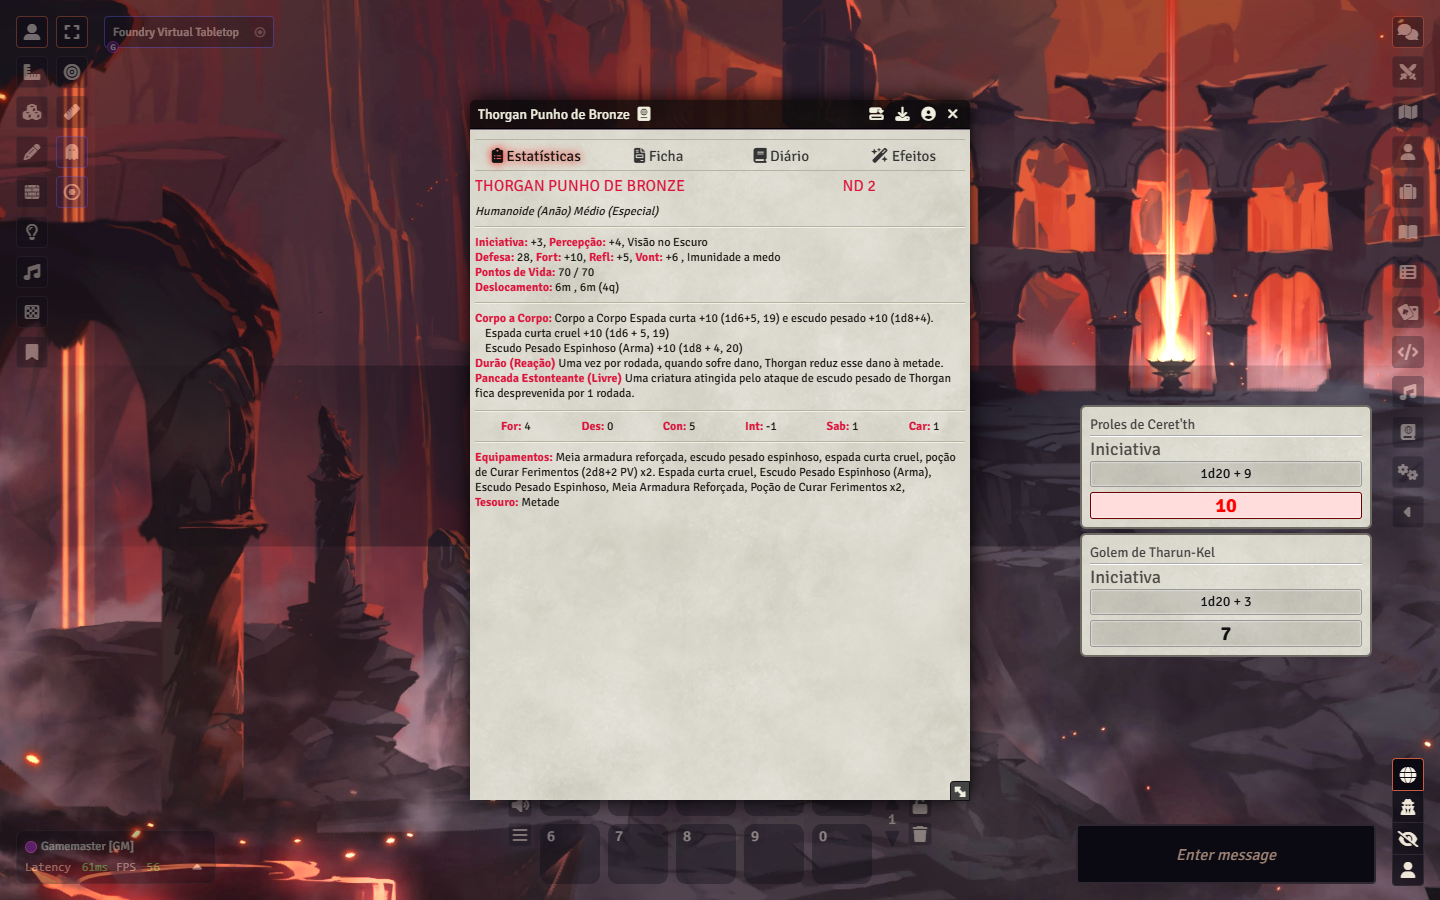 Foundry Virtual Tabletop
G
Thorgan Punho de Bronze
Estatísticas Ficha Diário Efeitos
THORGAN PUNHO DE BRONZE ND 2
Humanoide (Anão) Médio (Especial)
Iniciativa: +3, Percepção: +4, Visão no Escuro
Defesa: 28, Fort: +10, Refl: +5, Vont: +6 , Imunidade a medo
Pontos de Vida: 70 / 70
Deslocamento: 6m , 6m (4q)
Corpo a Corpo: Corpo a Corpo Espada curta +10 (1d6+5, 19) e escudo pesado +10 (1d8+4).
Espada curta cruel +10 (1d6 + 5, 19)
Escudo Pesado Espinhoso (Arma) +10 (1d8 + 4, 20)
Durão (Reação) Uma vez por rodada, quando sofre dano, Thorgan reduz esse dano à metade.
Pancada Estonteante (Livre) Uma criatura atingida pelo ataque de escudo pesado de Thorgan
fica desprevenida por 1 rodada.
For: 4 Des: 0 Con: 5 Int: -1 Sab: 1 Car: 1
Equipamentos: Meia armadura reforçada, escudo pesado espinhoso, espada curta cruel, poção
de Curar Ferimentos (2d8+2 PV) x2. Espada curta cruel, Escudo Pesado Espinhoso (Arma),
Escudo Pesado Espinhoso, Meia Armadura Reforçada, Poção de Curar Ferimentos x2,
Tesouro: Metade
Proles de Ceret'th
Iniciativa
1d20 + 9
10
Golem de Tharun-Kel
Iniciativa
1d20 + 3
7
6 7 8 9 0
1
Gamemaster [GM]
Latency 61ms FPS 56
Enter message